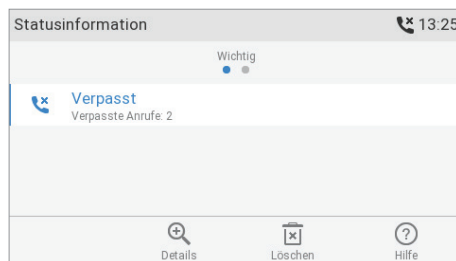 Statusinformation 13:25
Wichtig
Verpasst
Verpasste Anrufe: 2
Details Löschen Hilfe